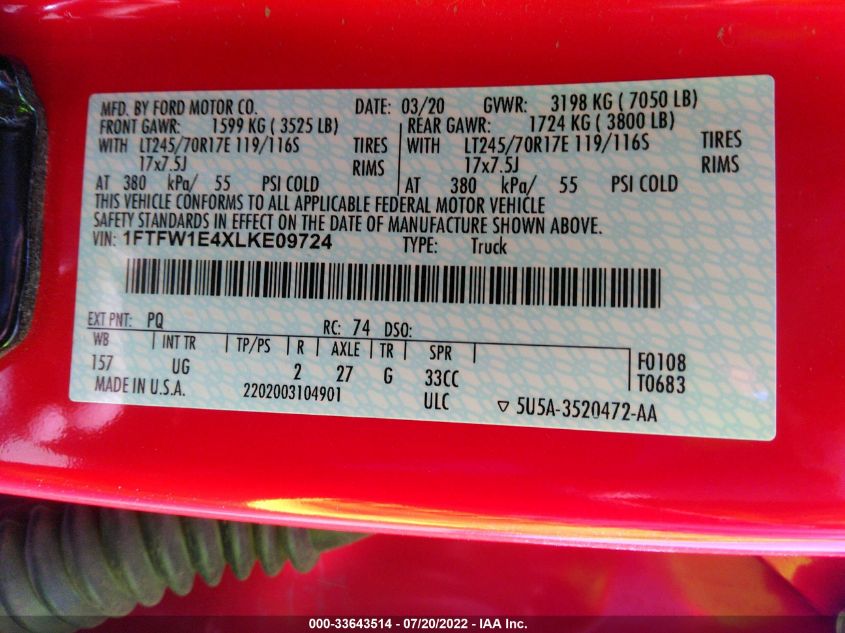 MFD. BY FORD MOTOR CO. DATE: 03/20 GVWR: 3198 KG ( 7050 LB)
FRONT GAWR: 1599 KG ( 3525 LB) REAR GAWR: 1724 KG ( 3800 LB)
WITH LT245/70R17E 119/116S TIRES WITH LT245/70R17E 119/116S TIRES
17x7.5J RIMS 17x7.5J RIMS
AT 380 kPa/ 55 PSI COLD AT 380 kPa/ 55 PSI COLD
THIS VEHICLE CONFORMS TO ALL APPLICABLE FEDERAL MOTOR VEHICLE
SAFETY STANDARDS IN EFFECT ON THE DATE OF MANUFACTURE SHOWN ABOVE.
VIN: 1FTFW1E4XLKE09724 TYPE: Truck
EXT PNT: PQ RC: 74 DSO:
WB INT TR TP/PS R AXLE TR SPR F0108
157 UG 2 27 G 33CC T0683
MADE IN U.S.A. 2202003104901 ULC ▽ 5U5A-3520472-AA
000-33643514 - 07/20/2022 - IAA Inc.